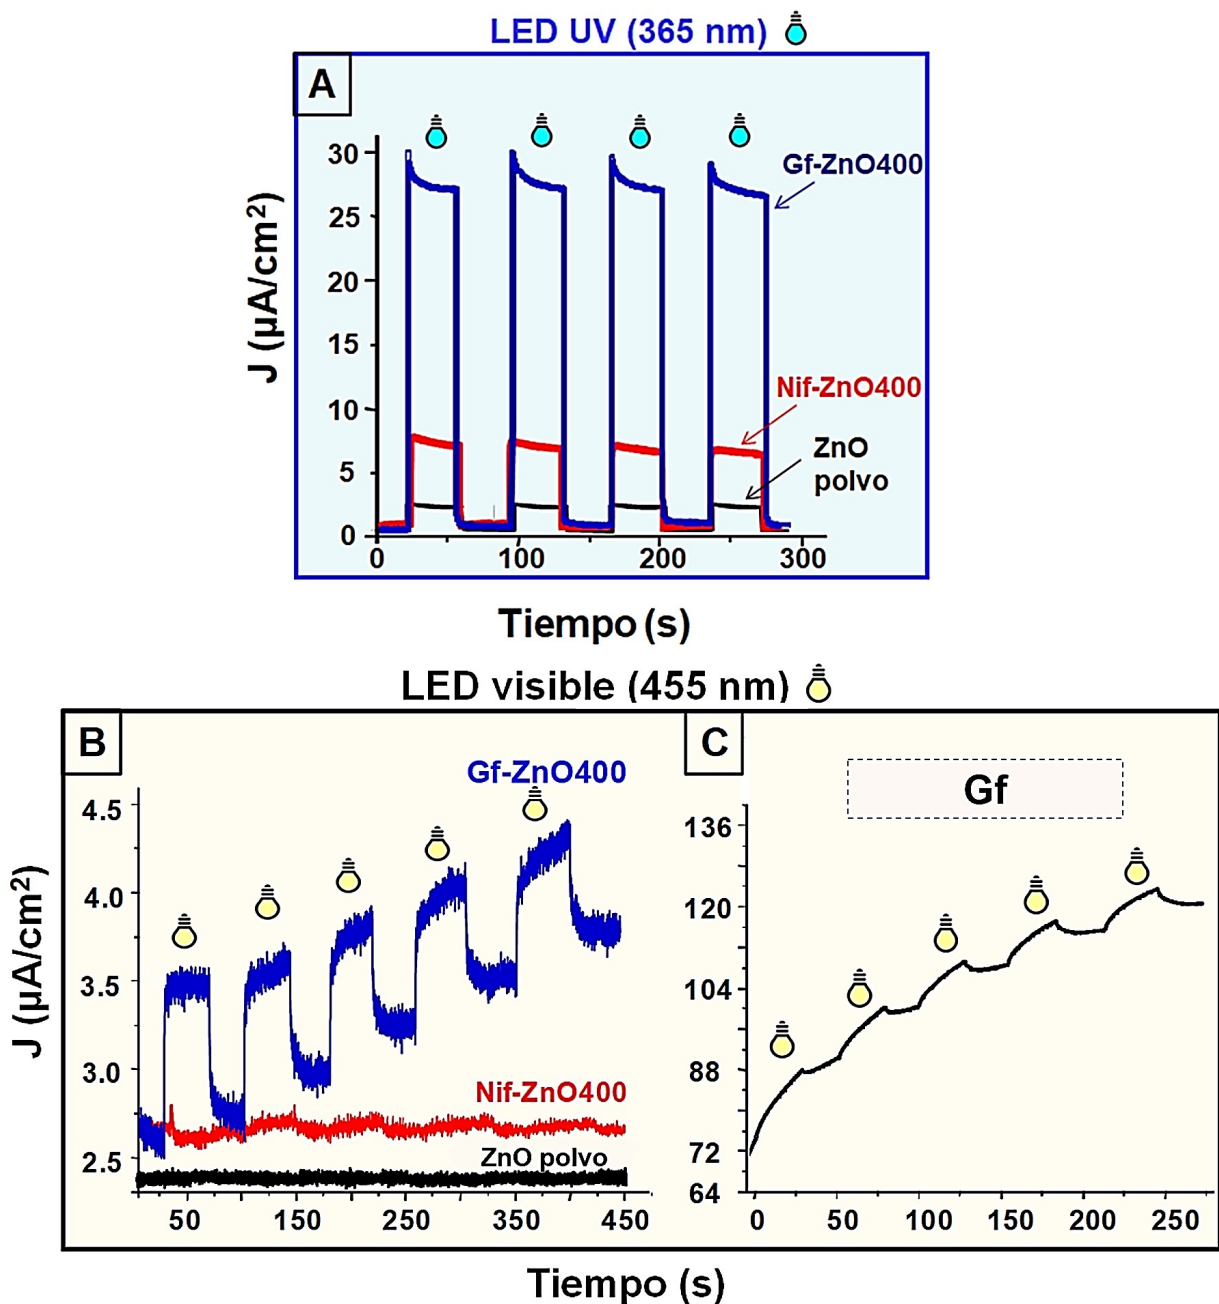 LED UV (365 nm)
A
30
25
20
15
10
5
0
J (µA/cm²)
Gf-ZnO400
Nif-ZnO400
ZnO
polvo
0 100 200 300
Tiempo (s)
LED visible (455 nm)
B
Gf-ZnO400
4.5
4.0
3.5
3.0
2.5
J (µA/cm²)
Nif-ZnO400
ZnO polvo
50 150 250 350 450
C
Gf
136
120
104
88
72
64
0 50 100 150 200 250
Tiempo (s)